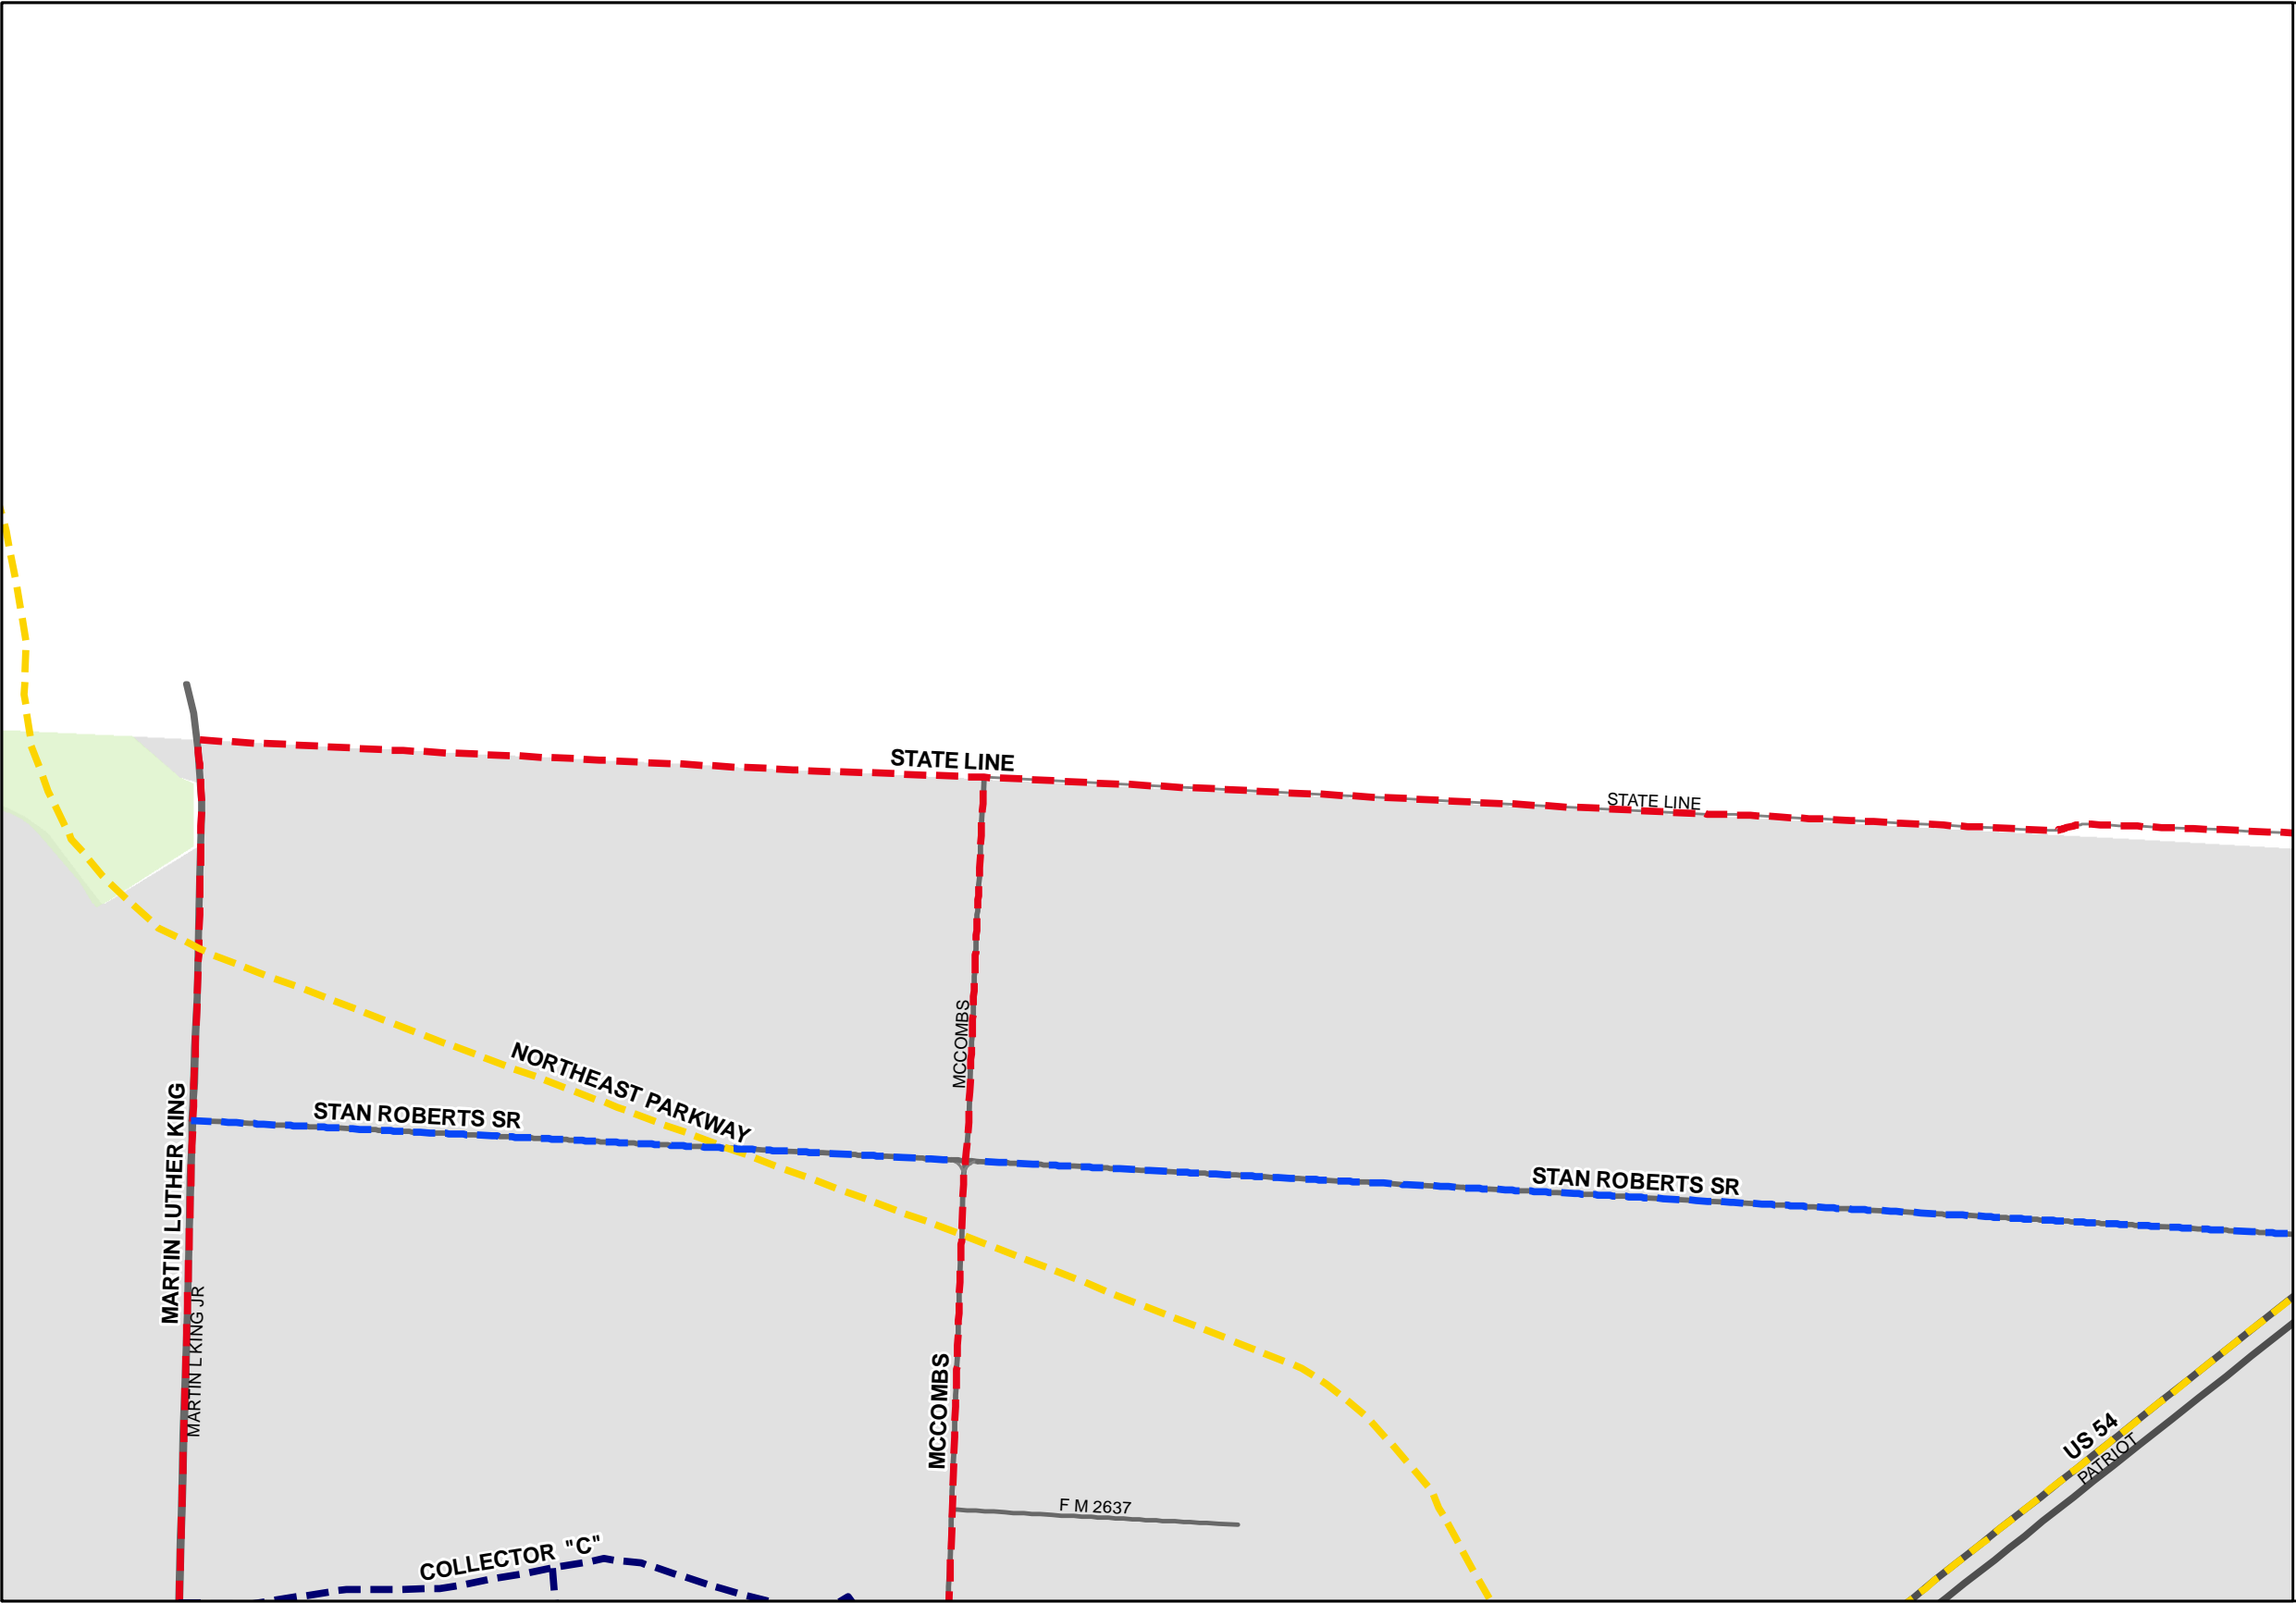 STATE LINE
STATE LINE
MCCOMBS
NORTHEAST PARKWAY
STAN ROBERTS SR
MARTIN LUTHER KING
STAN ROBERTS SR
MARTIN L KING JR
MCCOMBS
US 54
PATRIOT
F M 2637
COLLECTOR "C"